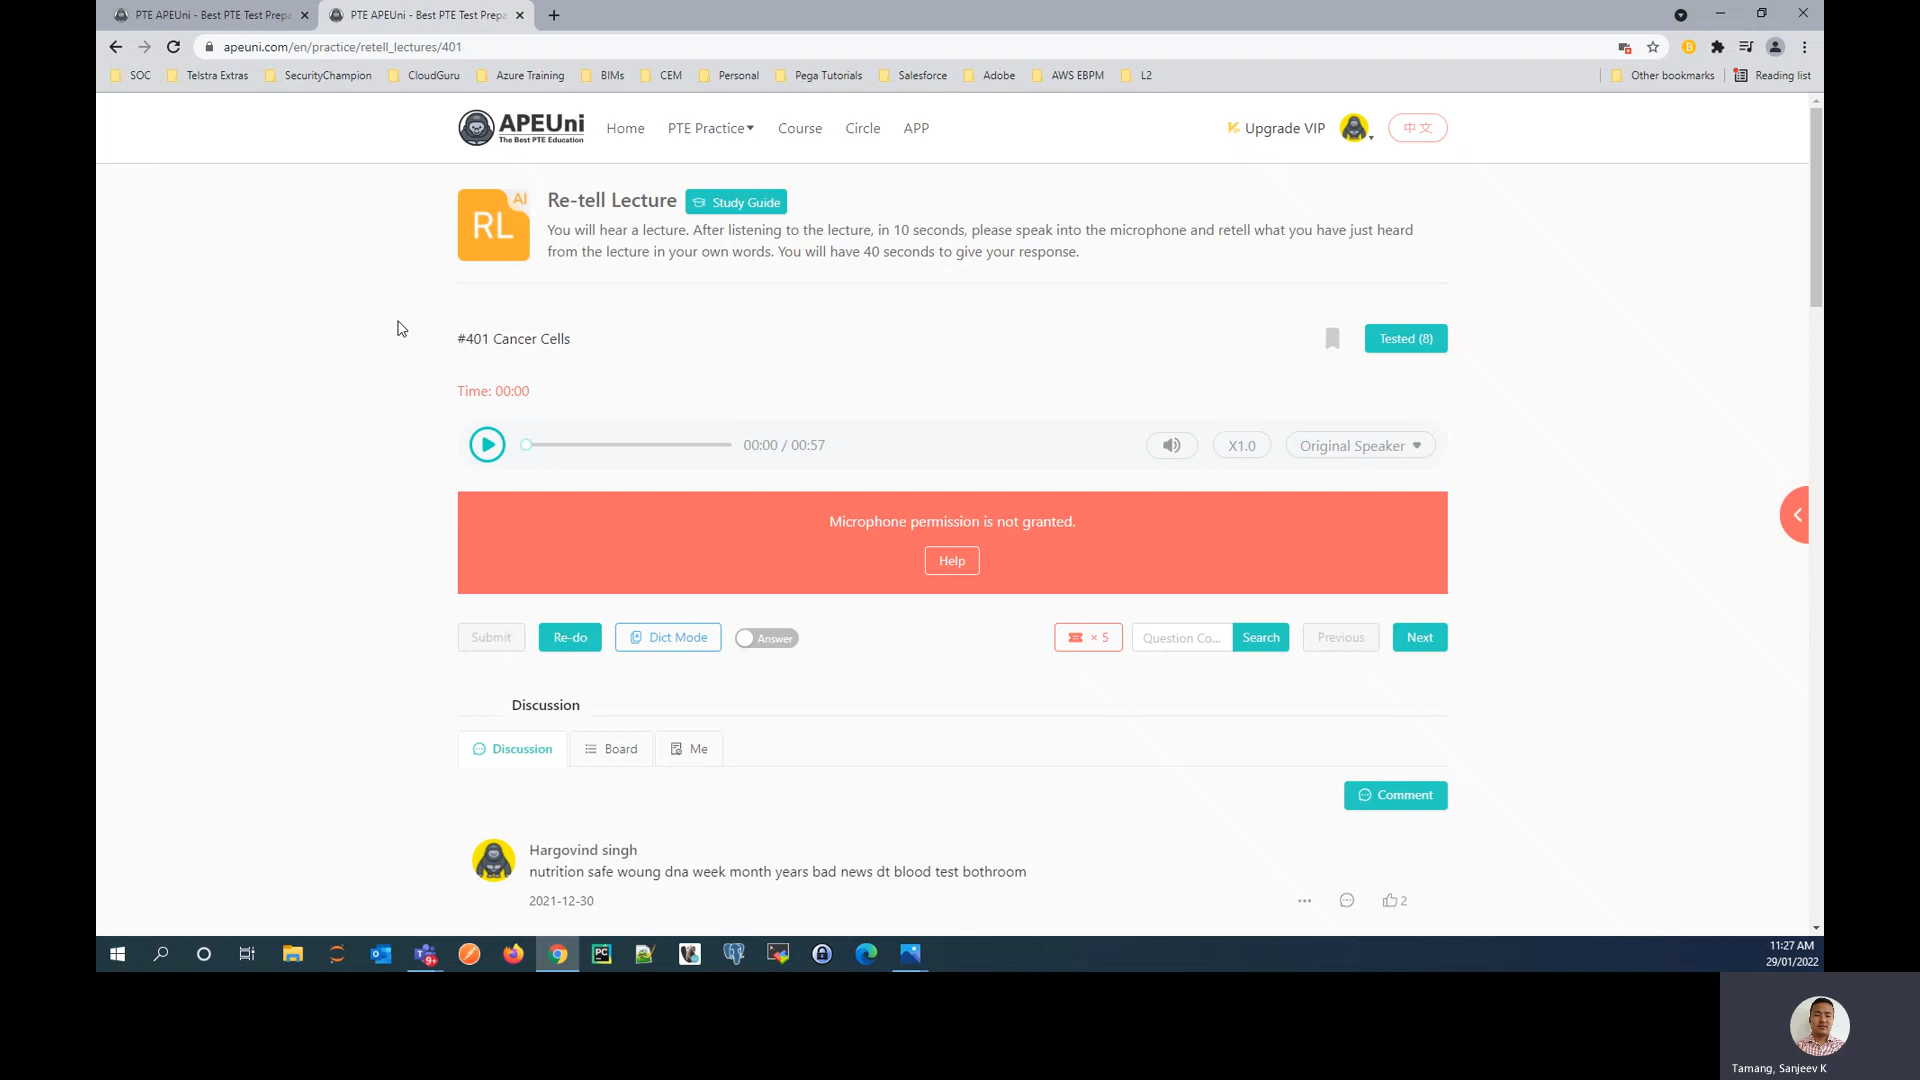 PTE APEUni - Best PTE Test Prepa
PTE APEUni - Best PTE Test Prepa
apeuni.com/en/practice/retell_lectures/401
SOC
Telstra Extras
SecurityChampion
CloudGuru
Azure Training
BIMs
CEM
Personal
Pega Tutorials
Salesforce
Adobe
AWS EBPM
L2
Other bookmarks
Reading list
APEUni
The Best PTE Education
Home
PTE Practice
Course
Circle
APP
Upgrade VIP
中文
RL
AI
Re-tell Lecture
Study Guide
You will hear a lecture. After listening to the lecture, in 10 seconds, please speak into the microphone and retell what you have just heard
from the lecture in your own words. You will have 40 seconds to give your response.
#401 Cancer Cells
Tested (8)
Time: 00:00
00:00 / 00:57
X1.0
Original Speaker
Microphone permission is not granted.
Help
Submit
Re-do
Dict Mode
Answer
× 5
Question Co...
Search
Previous
Next
Discussion
Discussion
Board
Me
Comment
Hargovind singh
nutrition safe woung dna week month years bad news dt blood test bothroom
2021-12-30
2
PC
9+
11:27 AM
29/01/2022
Tamang, Sanjeev K